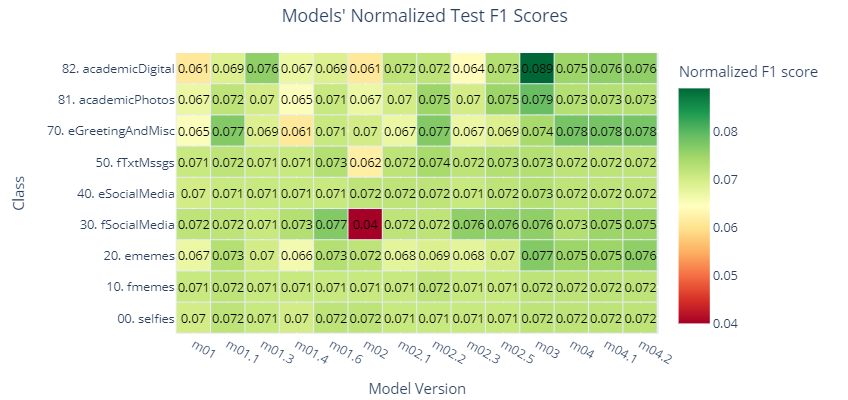 Models' Normalized Test F1 Scores
82. academicDigital 0.061 0.069 0.076 0.067 0.069 0.061 0.072 0.072 0.064 0.073 0.089 0.075 0.076 0.076
81. academicPhotos 0.067 0.072 0.07 0.065 0.071 0.067 0.07 0.075 0.07 0.075 0.079 0.073 0.073 0.073
70. eGreetingAndMisc 0.065 0.077 0.069 0.061 0.071 0.07 0.067 0.077 0.067 0.069 0.074 0.078 0.078 0.078
50. fTxtMssgs 0.071 0.072 0.071 0.071 0.073 0.062 0.072 0.074 0.072 0.073 0.073 0.072 0.072 0.072
40. eSocialMedia 0.07 0.071 0.071 0.071 0.071 0.072 0.072 0.072 0.071 0.072 0.073 0.072 0.072 0.072
30. fSocialMedia 0.072 0.072 0.071 0.073 0.077 0.04 0.072 0.072 0.076 0.076 0.076 0.073 0.075 0.075
20. ememes 0.067 0.073 0.07 0.066 0.073 0.072 0.068 0.069 0.068 0.07 0.077 0.075 0.075 0.076
10. fmemes 0.071 0.072 0.071 0.071 0.071 0.071 0.071 0.072 0.071 0.071 0.072 0.072 0.072 0.072
00. selfies 0.07 0.072 0.071 0.07 0.072 0.072 0.071 0.071 0.071 0.071 0.072 0.072 0.072 0.072
m01 m01.1 m01.3 m01.4 m01.6 m02 m02.1 m02.2 m02.3 m02.5 m03 m04 m04.1 m04.2
Model Version
Class
Normalized F1 score
0.08
0.07
0.06
0.05
0.04